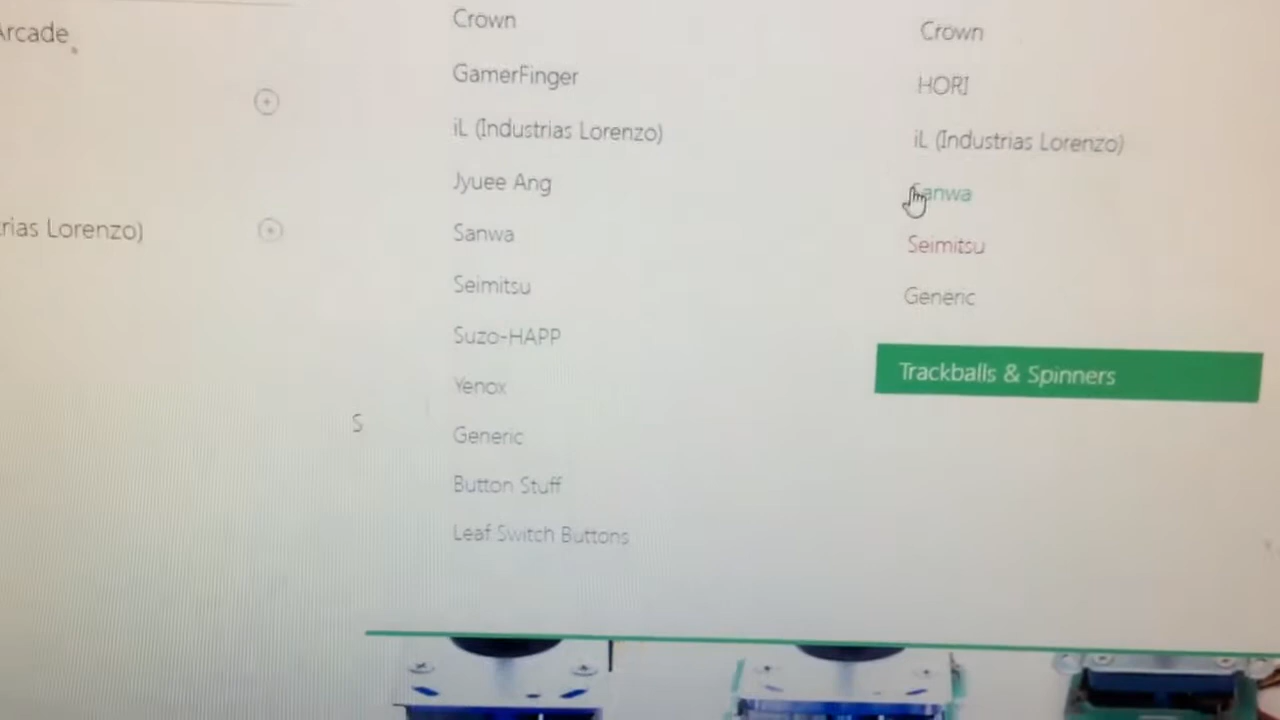 Arcade
rias Lorenzo)
S
Crown
GamerFinger
iL (Industrias Lorenzo)
Jyuee Ang
Sanwa
Seimitsu
Suzo-HAPP
Yenox
Generic
Button Stuff
Leaf Switch Buttons
Crown
HORI
iL (Industrias Lorenzo)
Sanwa
Seimitsu
Generic
Trackballs & Spinners